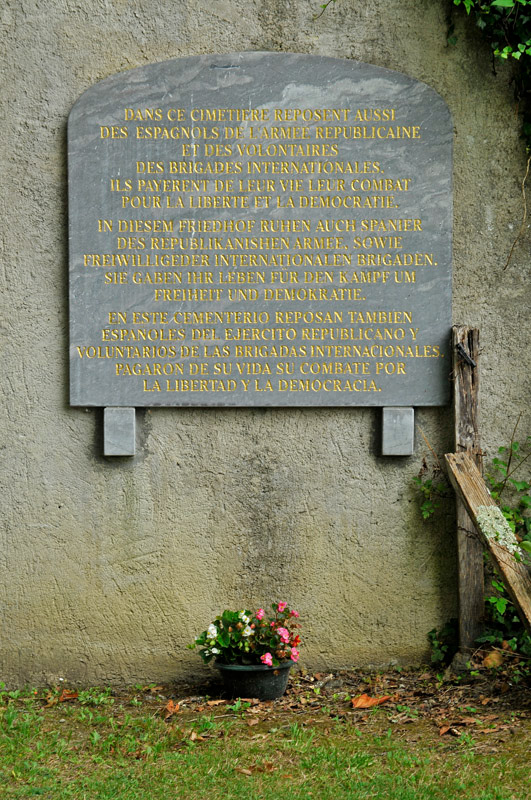 DANS CE CIMETIÈRE REPOSENT AUSSI
DES ESPAGNOLS DE L'ARMÉE RÉPUBLICAINE
ET DES VOLONTAIRES
DES BRIGADES INTERNATIONALES.
ILS PAYÈRENT DE LEUR VIE LEUR COMBAT
POUR LA LIBERTÉ ET LA DÉMOCRATIE.
IN DIESEM FRIEDHOF RUHEN AUCH SPANIER
DES REPUBLIKANISHEN ARMEE, SOWIE
FREIWILLIGEDER INTERNATIONALEN BRIGADEN.
SIE GABEN IHR LEBEN FÜR DEN KAMPF UM
FREIHEIT UND DEMOKRATIE.
EN ESTE CEMENTERIO REPOSAN TAMBIEN
ESPAÑOLES DEL EJERCITO REPUBLICANO Y
VOLUNTARIOS DE LAS BRIGADAS INTERNACIONALES.
PAGARON DE SU VIDA SU COMBATE POR
LA LIBERTAD Y LA DEMOCRACIA.